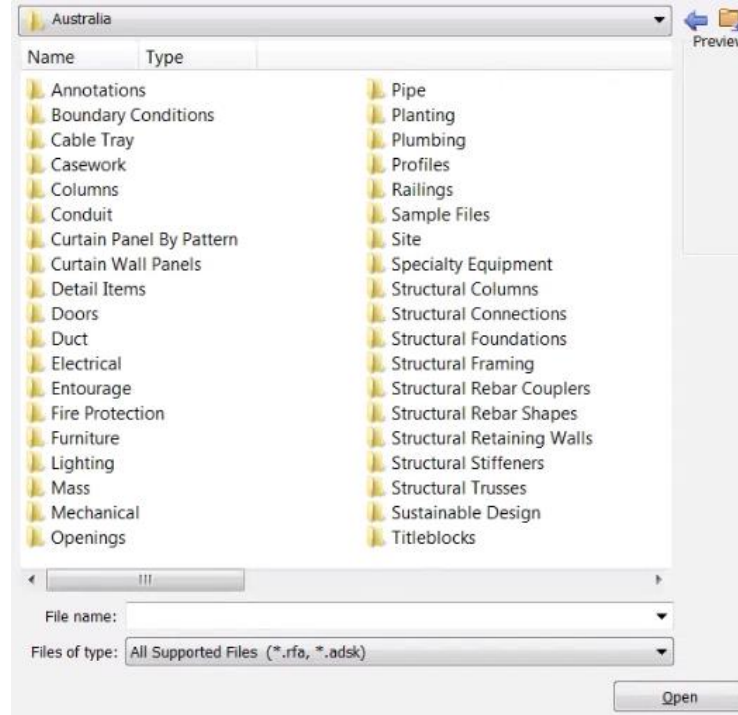 Australia
Preview
Name Type
Annotations
Boundary Conditions
Cable Tray
Casework
Columns
Conduit
Curtain Panel By Pattern
Curtain Wall Panels
Detail Items
Doors
Duct
Electrical
Entourage
Fire Protection
Furniture
Lighting
Mass
Mechanical
Openings
Pipe
Planting
Plumbing
Profiles
Railings
Sample Files
Site
Specialty Equipment
Structural Columns
Structural Connections
Structural Foundations
Structural Framing
Structural Rebar Couplers
Structural Rebar Shapes
Structural Retaining Walls
Structural Stiffeners
Structural Trusses
Sustainable Design
Titleblocks
File name:
Files of type: All Supported Files (*.rfa, *.adsk)
Open